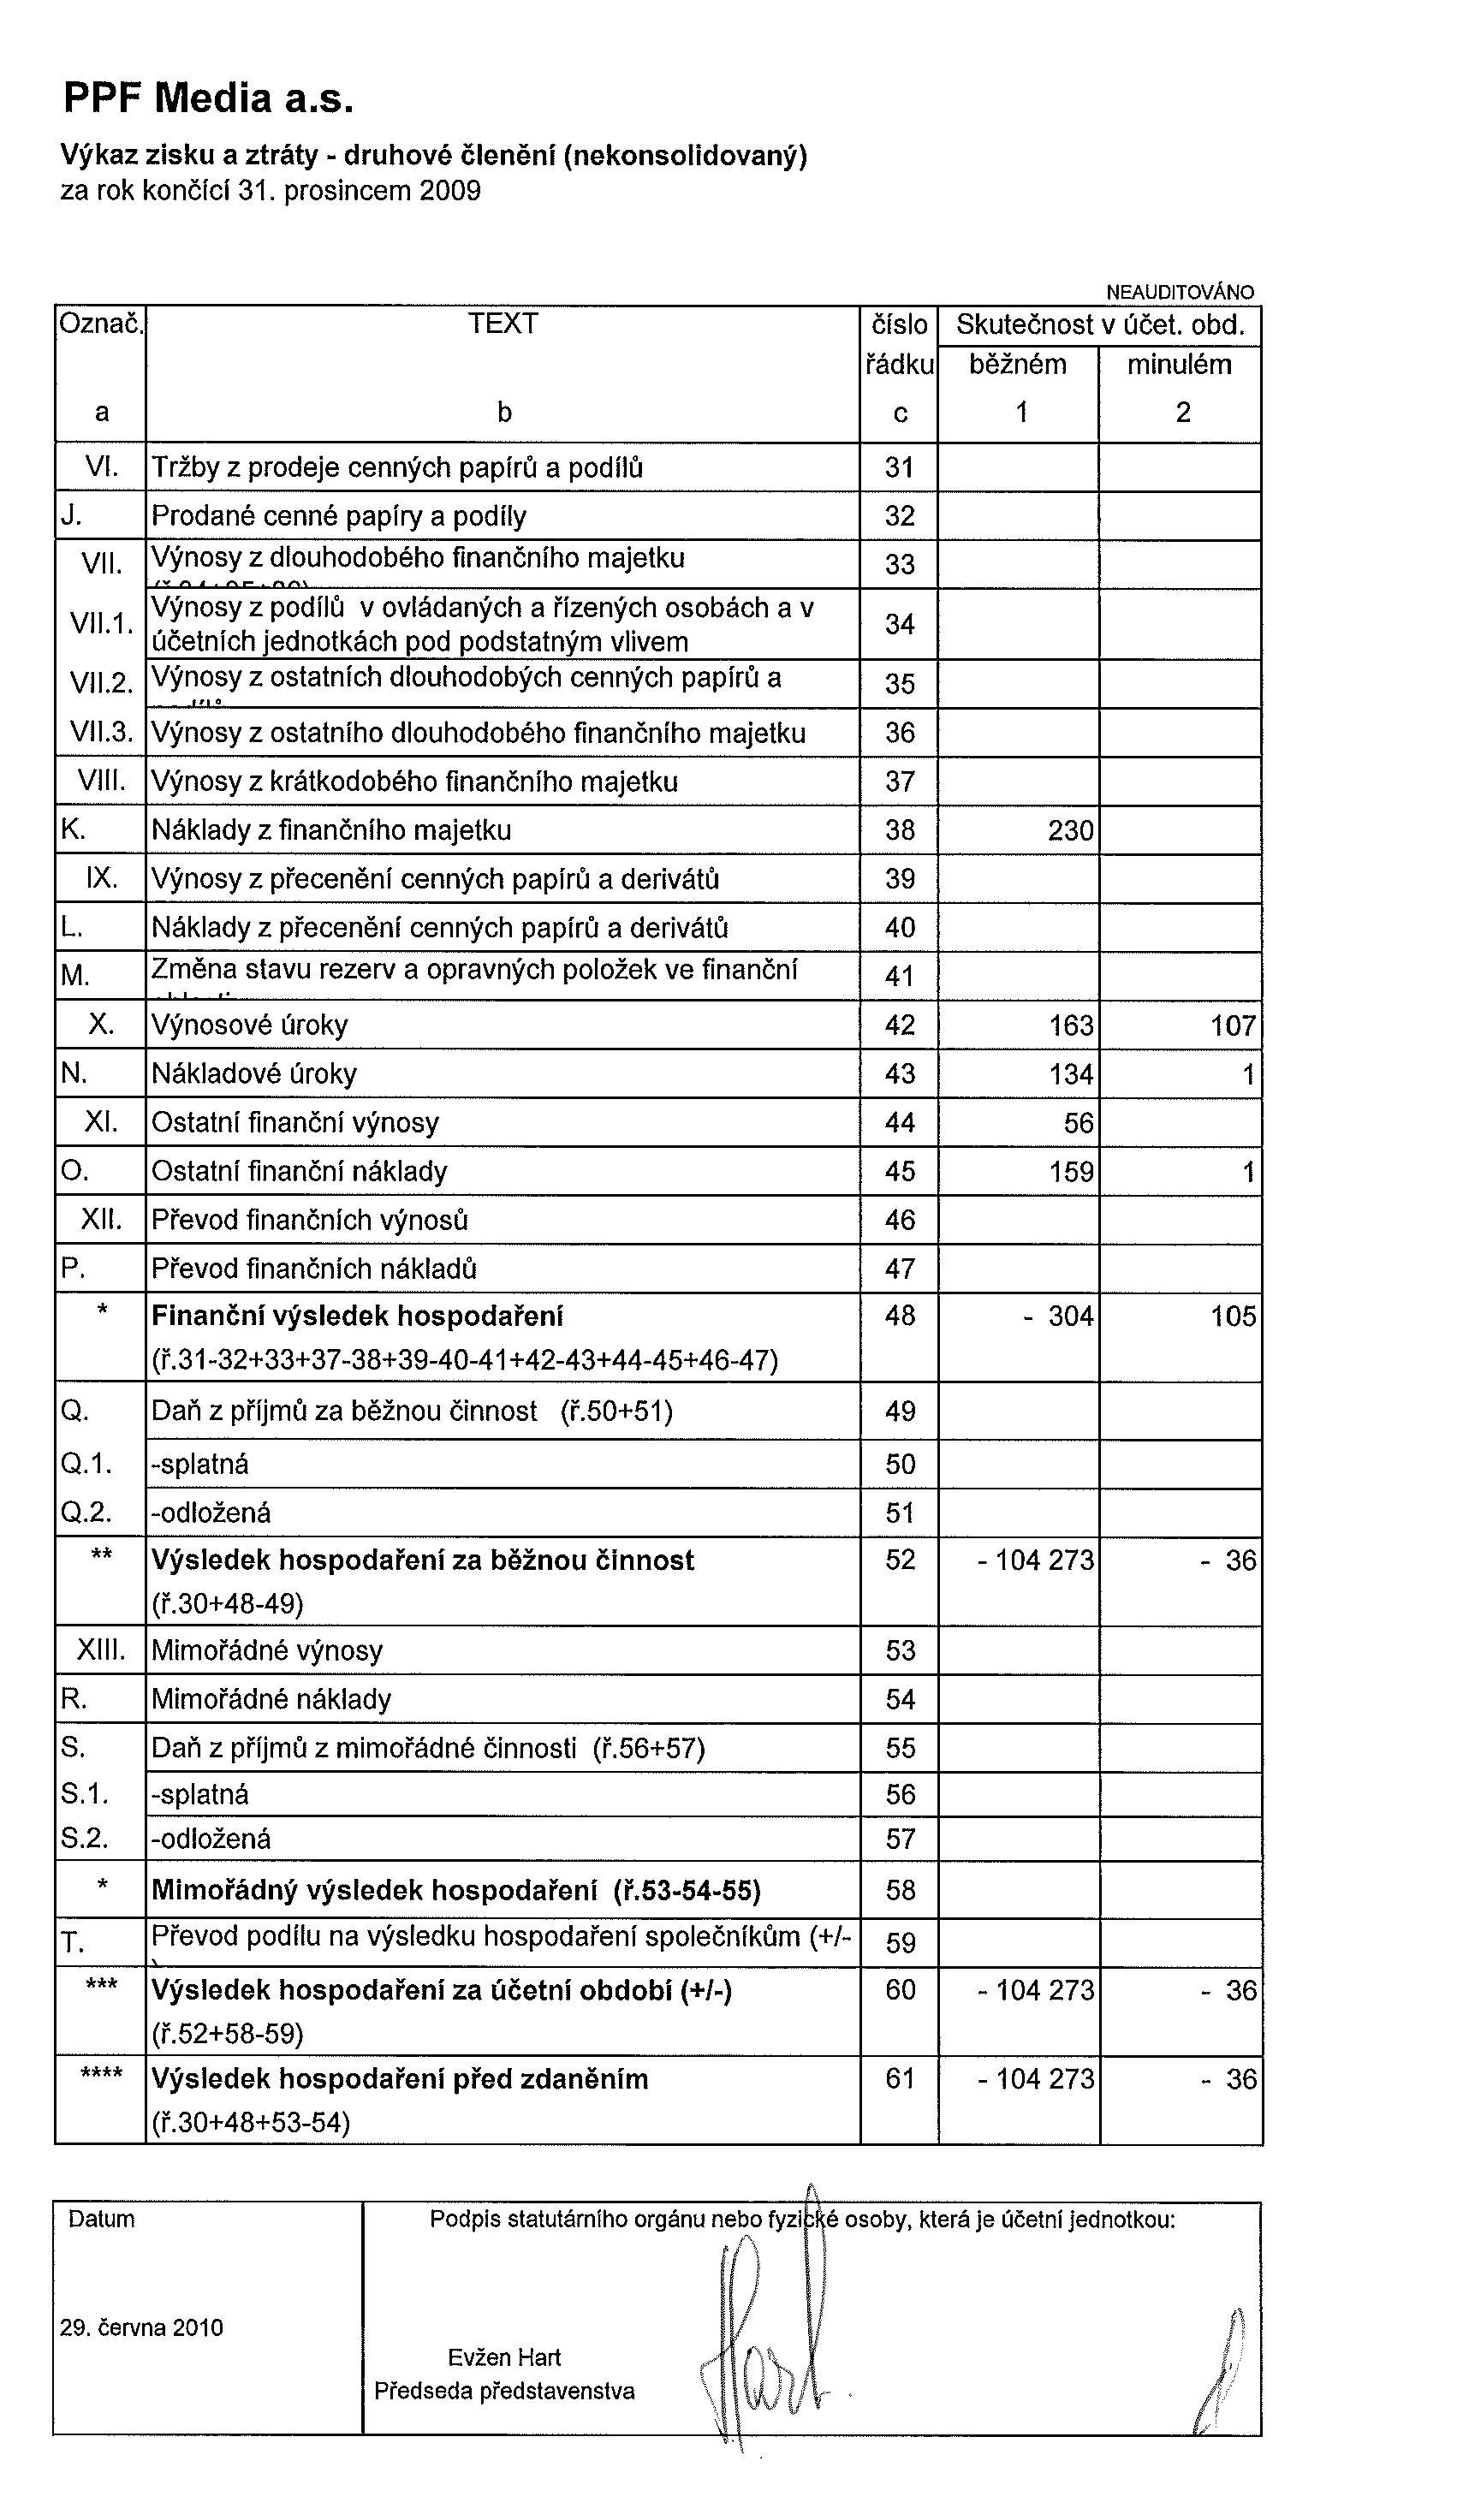 PPF Media a.s.
Výkaz zisku a ztráty - druhové členění (nekonsolidovaný)
za rok končící 31. prosincem 2009
NEAUDITOVÁNO
Označ. TEXT číslo Skutečnost v účet. obd.
řádku běžném minulém
a b c 1 2
VI. Tržby z prodeje cenných papírů a podílů 31
J. Prodané cenné papíry a podíly 32
VII. Výnosy z dlouhodobého finančního majetku 33
VII.1. Výnosy z podílů v ovládaných a řízených osobách a v 34
účetních jednotkách pod podstatným vlivem
VII.2. Výnosy z ostatních dlouhodobých cenných papírů a 35
VII.3. Výnosy z ostatního dlouhodobého finančního majetku 36
VIII. Výnosy z krátkodobého finančního majetku 37
K. Náklady z finančního majetku 38 230
IX. Výnosy z přecenění cenných papírů a derivátů 39
L. Náklady z přecenění cenných papírů a derivátů 40
M. Změna stavu rezerv a opravných položek ve finanční 41
X. Výnosové úroky 42 163 107
N. Nákladové úroky 43 134 1
XI. Ostatní finanční výnosy 44 56
O. Ostatní finanční náklady 45 159 1
XII. Převod finančních výnosů 46
P. Převod finančních nákladů 47
* Finanční výsledek hospodaření 48 - 304 105
(ř.31-32+33+37-38+39-40-41+42-43+44-45+46-47)
Q. Daň z příjmů za běžnou činnost (ř.50+51) 49
Q.1. -splatná 50
Q.2. -odložená 51
** Výsledek hospodaření za běžnou činnost 52 - 104 273 - 36
(ř.30+48-49)
XIII. Mimořádné výnosy 53
R. Mimořádné náklady 54
S. Daň z příjmů z mimořádné činnosti (ř.56+57) 55
S.1. -splatná 56
S.2. -odložená 57
* Mimořádný výsledek hospodaření (ř.53-54-55) 58
T. Převod podílu na výsledku hospodaření společníkům (+/- 59
*** Výsledek hospodaření za účetní období (+/-) 60 - 104 273 - 36
(ř.52+58-59)
**** Výsledek hospodaření před zdaněním 61 - 104 273 - 36
(ř.30+48+53-54)
Datum Podpis statutárního orgánu nebo fyzické osoby, která je účetní jednotkou:
29. června 2010
Evžen Hart
Předseda představenstva
Hart